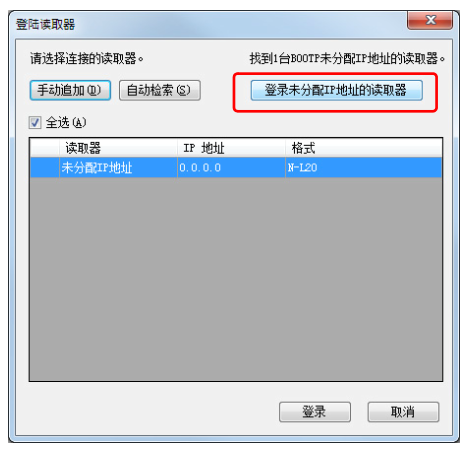 登陆读取器
请选择连接的读取器。
找到1台BOOTP未分配IP地址的读取器。
手动追加(D)
自动检索(S)
登录未分配IP地址的读取器
全选(A)
读取器 IP 地址 格式
未分配IP地址 0.0.0.0 N-L20
登录
取消